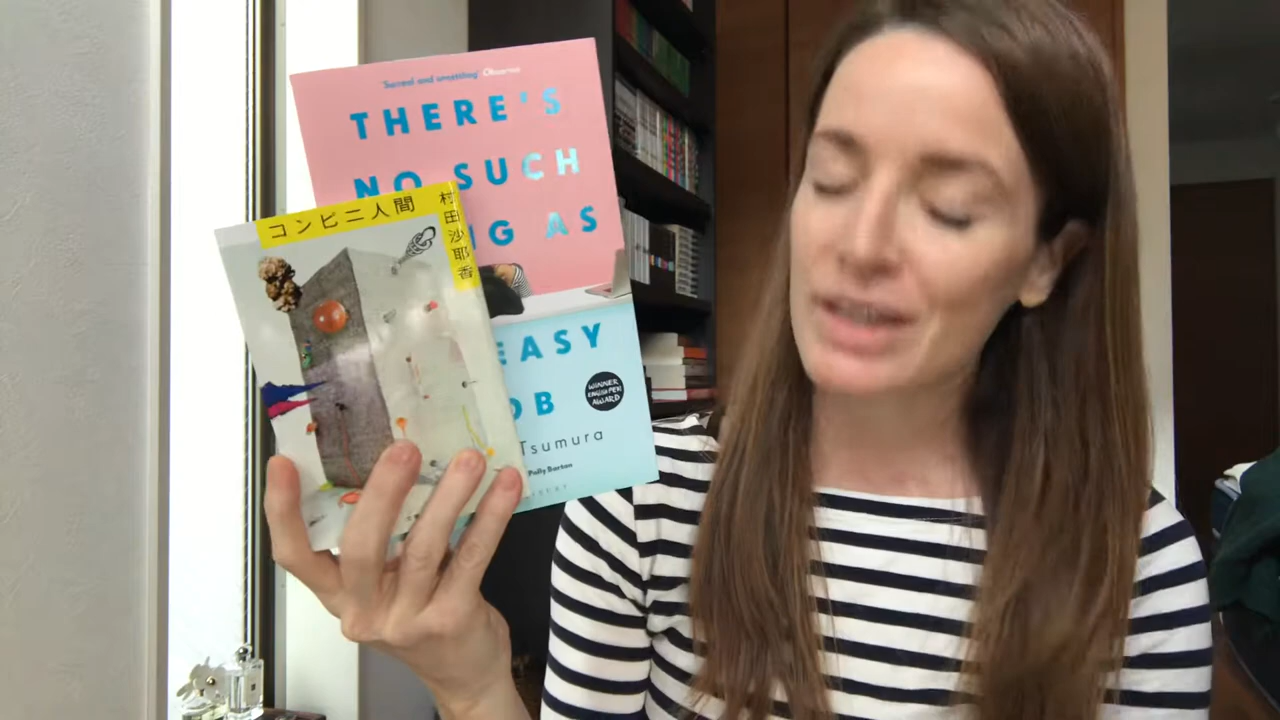 'Surreal and unsettling' Observer
THERE'S
NO SUCH
NG AS
EASY
OB
Tsumura
Polly Barton
WINNER
ENGLISH PEN
AWARD
コンビニ人間
村田沙耶香